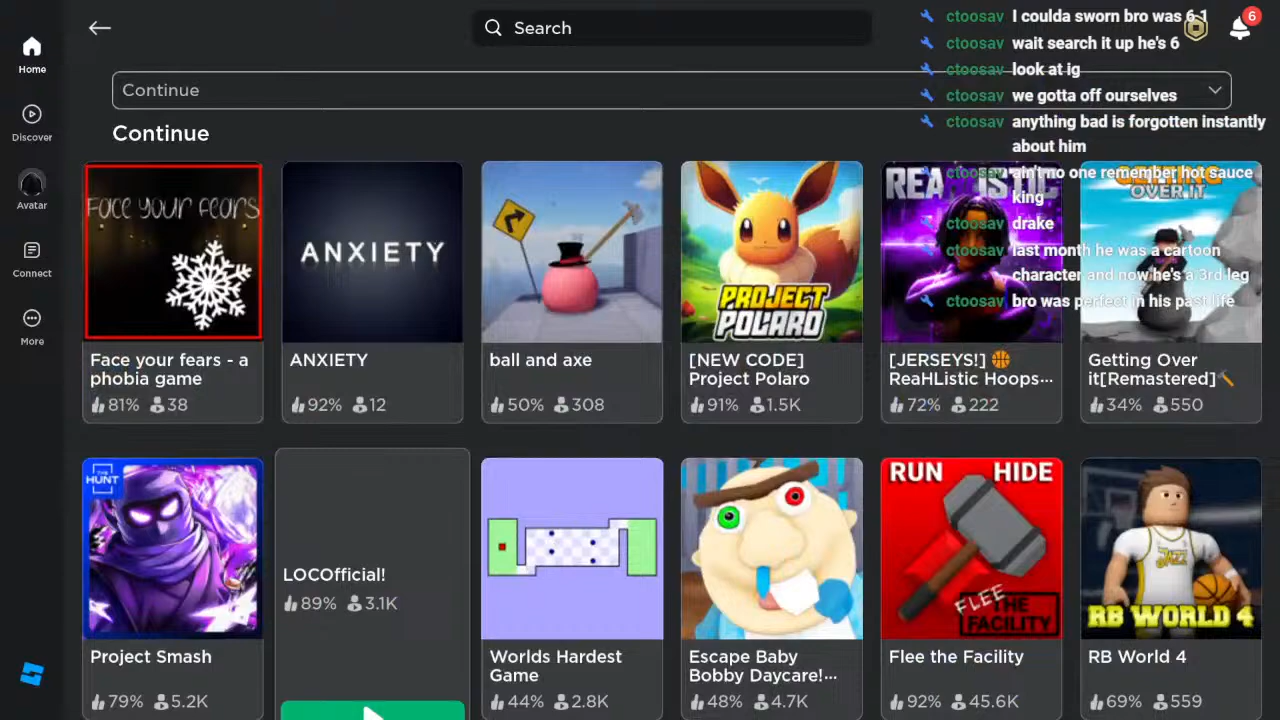 Search
6
Home
Discover
Avatar
Connect
More
Continue
Continue
ctoosav I coulda sworn bro was 6 1
ctoosav wait search it up he's 6
ctoosav look at ig
ctoosav we gotta off ourselves
ctoosav anything bad is forgotten instantly
about him
ctoosav ain't no one remember hot sauce
king
ctoosav drake
ctoosav last month he was a cartoon
character and now he's a 3rd leg
ctoosav bro was perfect in his past life
FACE YOUR FEARS
ANXIETY
PROJECT
POLARO
GETTING
OVER IT
Face your fears - a
phobia game
81% 38
ANXIETY
92% 12
ball and axe
50% 308
[NEW CODE]
Project Polaro
91% 1.5K
[JERSEYS!] 🏀
ReaHListic Hoops...
72% 222
Getting Over
it[Remastered]🔨
34% 550
THE
HUNT
RUN HIDE
FLEE
THE
FACILITY
JAZZ
RB WORLD 4
Project Smash
79% 5.2K
LOCOfficial!
89% 3.1K
Worlds Hardest
Game
44% 2.8K
Escape Baby
Bobby Daycare!...
48% 4.7K
Flee the Facility
92% 45.6K
RB World 4
69% 559